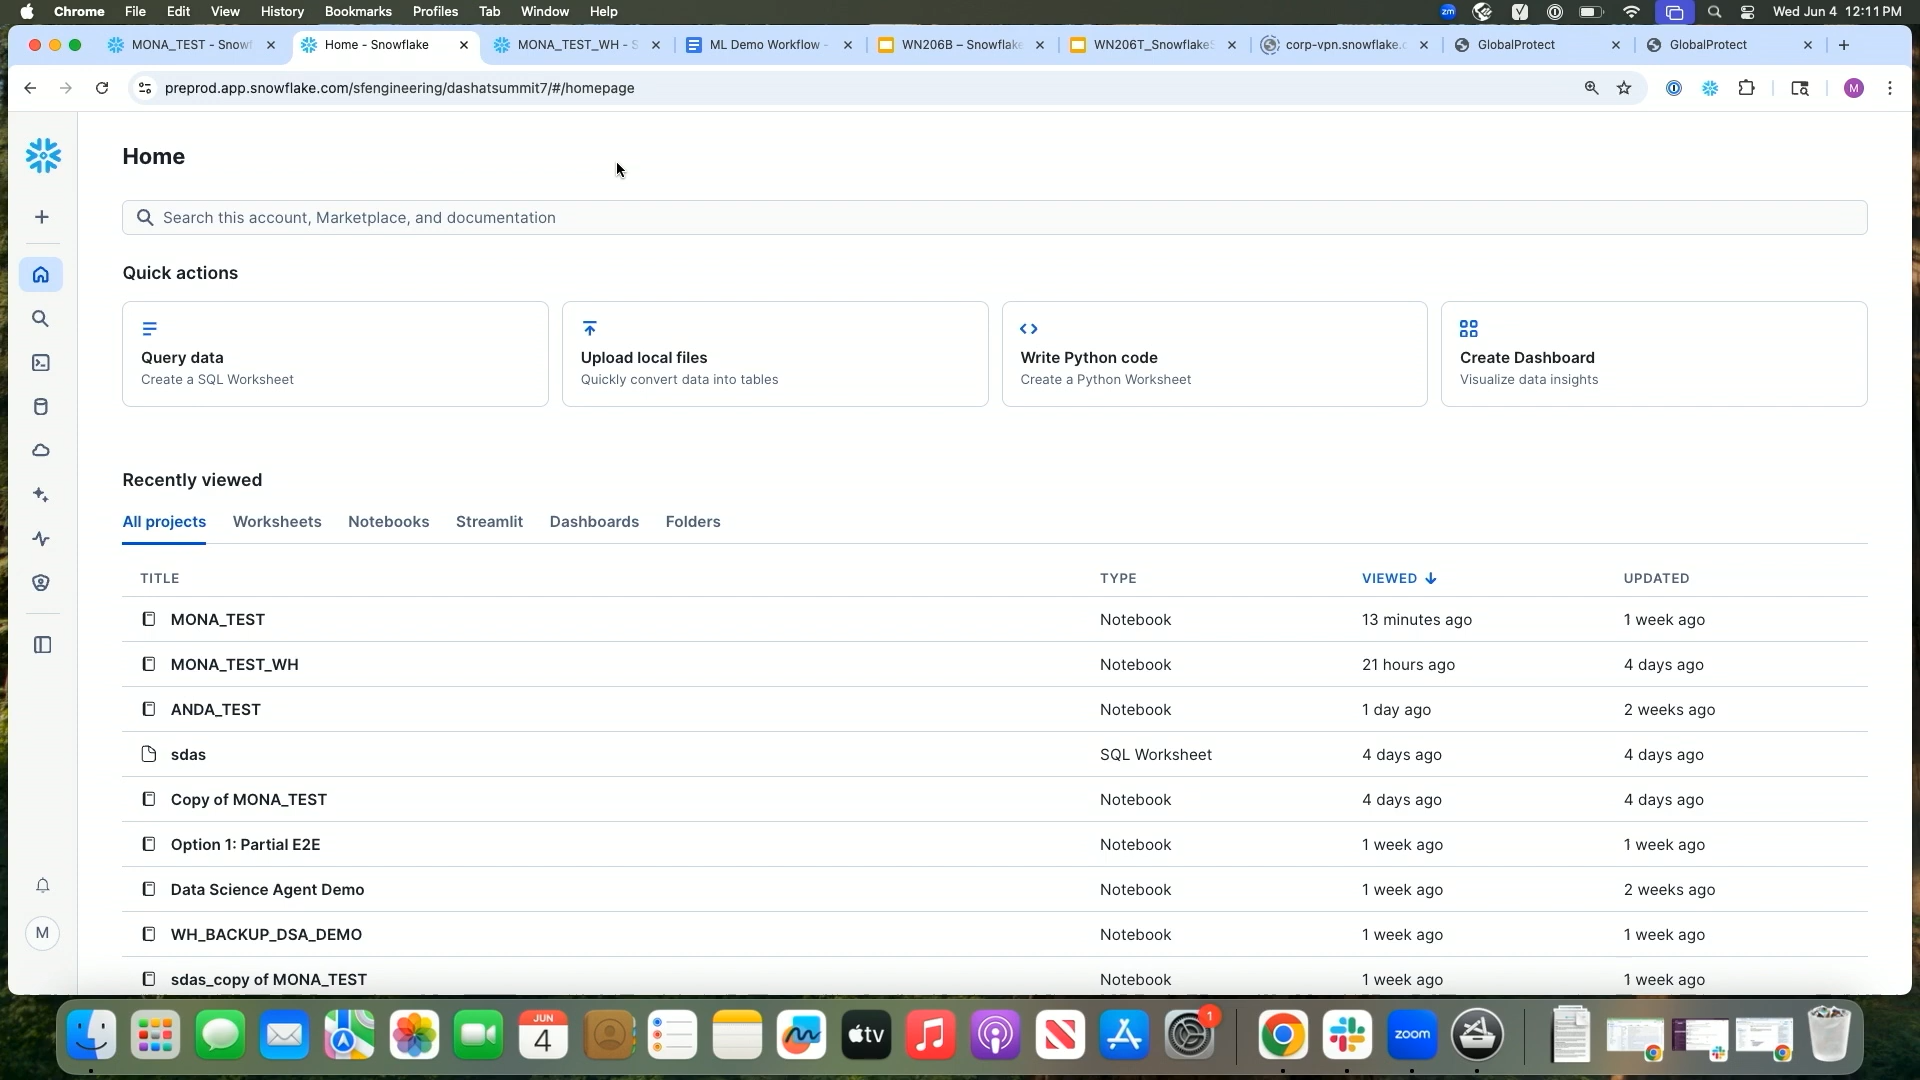 Chrome File Edit View History Bookmarks Profiles Tab Window Help zm Wed Jun 4 12:11 PM
MONA_TEST - Snowf Home - Snowflake MONA_TEST_WH - S ML Demo Workflow - WN206B – Snowflake WN206T_Snowflake corp-vpn.snowflake.c GlobalProtect GlobalProtect
preprod.app.snowflake.com/sfengineering/dashatsummit7/#/homepage M
Home
Search this account, Marketplace, and documentation
Quick actions
Query data
Create a SQL Worksheet
Upload local files
Quickly convert data into tables
Write Python code
Create a Python Worksheet
Create Dashboard
Visualize data insights
Recently viewed
All projects Worksheets Notebooks Streamlit Dashboards Folders
TITLE TYPE VIEWED UPDATED
MONA_TEST Notebook 13 minutes ago 1 week ago
MONA_TEST_WH Notebook 21 hours ago 4 days ago
ANDA_TEST Notebook 1 day ago 2 weeks ago
sdas SQL Worksheet 4 days ago 4 days ago
Copy of MONA_TEST Notebook 4 days ago 4 days ago
Option 1: Partial E2E Notebook 1 week ago 1 week ago
Data Science Agent Demo Notebook 1 week ago 2 weeks ago
WH_BACKUP_DSA_DEMO Notebook 1 week ago 1 week ago
sdas_copy of MONA_TEST Notebook 1 week ago 1 week ago
M
JUN
4
tv
1
zoom